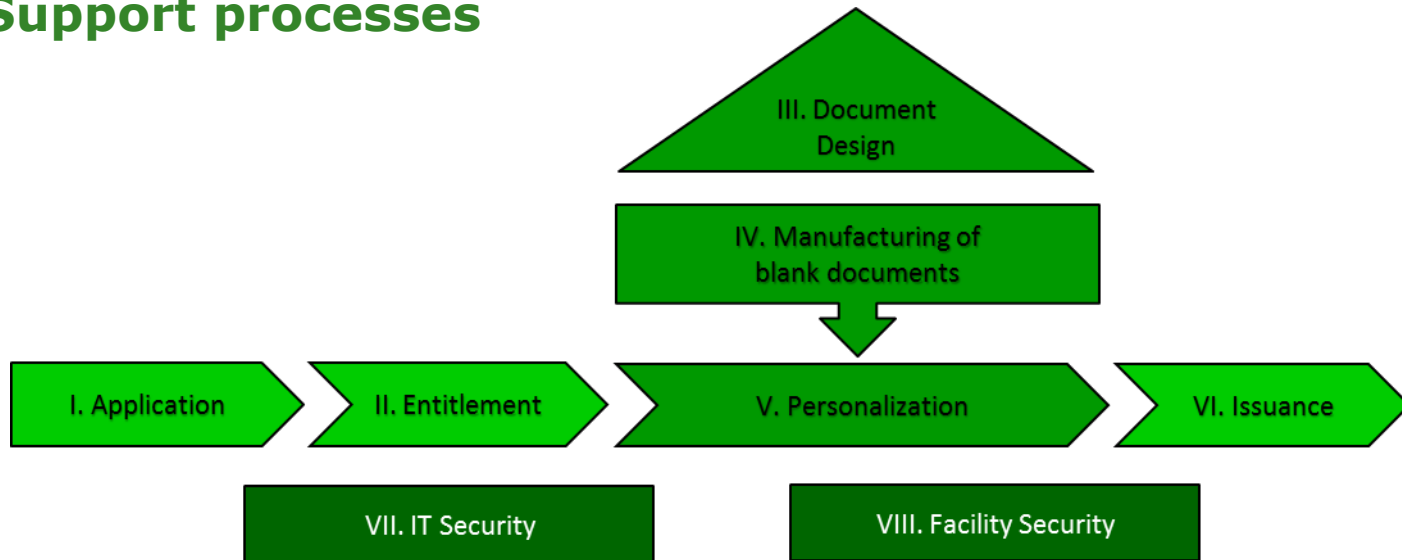 Support processes
III. Document
Design
IV. Manufacturing of
blank documents
I. Application
II. Entitlement
V. Personalization
VI. Issuance
VII. IT Security
VIII. Facility Security